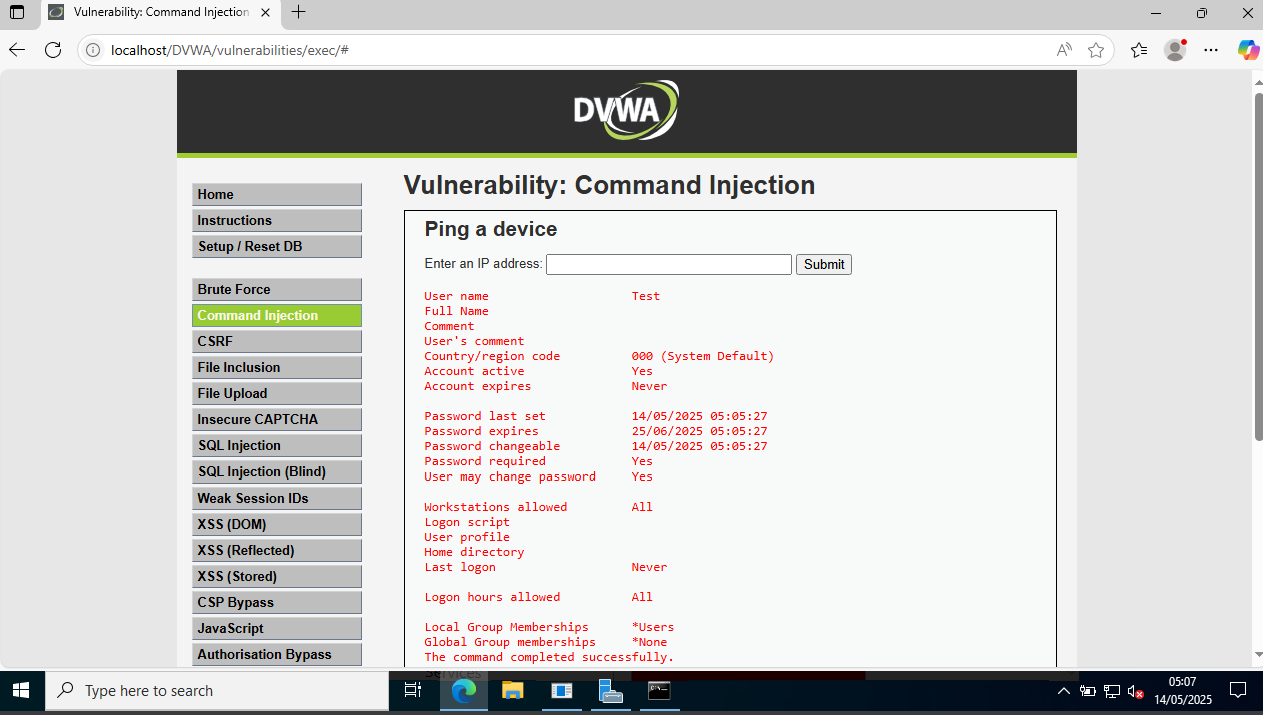 Vulnerability: Command Injection
localhost/DVWA/vulnerabilities/exec/#
DVWA
Home
Instructions
Setup / Reset DB
Brute Force
Command Injection
CSRF
File Inclusion
File Upload
Insecure CAPTCHA
SQL Injection
SQL Injection (Blind)
Weak Session IDs
XSS (DOM)
XSS (Reflected)
XSS (Stored)
CSP Bypass
JavaScript
Authorisation Bypass
Vulnerability: Command Injection
Ping a device
Enter an IP address: Submit
User name Test
Full Name
Comment
User's comment
Country/region code 000 (System Default)
Account active Yes
Account expires Never
Password last set 14/05/2025 05:05:27
Password expires 25/06/2025 05:05:27
Password changeable 14/05/2025 05:05:27
Password required Yes
User may change password Yes
Workstations allowed All
Logon script
User profile
Home directory
Last logon Never
Logon hours allowed All
Local Group Memberships *Users
Global Group memberships *None
The command completed successfully.
Services
Type here to search
05:07
14/05/2025